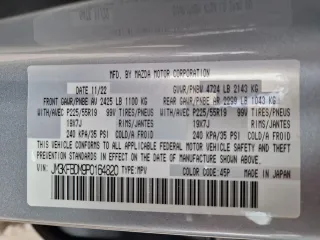 MFD. BY MAZDA MOTOR CORPORATION
DATE 11/22 GVWR/PNBV 4724 LB 2143 KG
FRONT GAWR/PNBE AV 2425 LB 1100 KG REAR GAWR/PNBE AR 2299 LB 1043 KG
WITH/AVEC P225/55R19 99V TIRES/PNEUS WITH/AVEC P225/55R19 99V TIRES/PNEUS
19X7J RIMS/JANTES 19X7J RIMS/JANTES
240 KPA/35 PSI COLD/A FROID 240 KPA/35 PSI COLD/A FROID
THIS VEHICLE CONFORMS TO ALL APPLICABLE FEDERAL MOTOR VEHICLE
SAFETY STANDARDS IN EFFECT ON THE DATE OF MANUFACTURE SHOWN
ABOVE.
JM3KFBDM9P0164820 TYPE:MPV COLOR CODE:45P MADE IN JAPAN